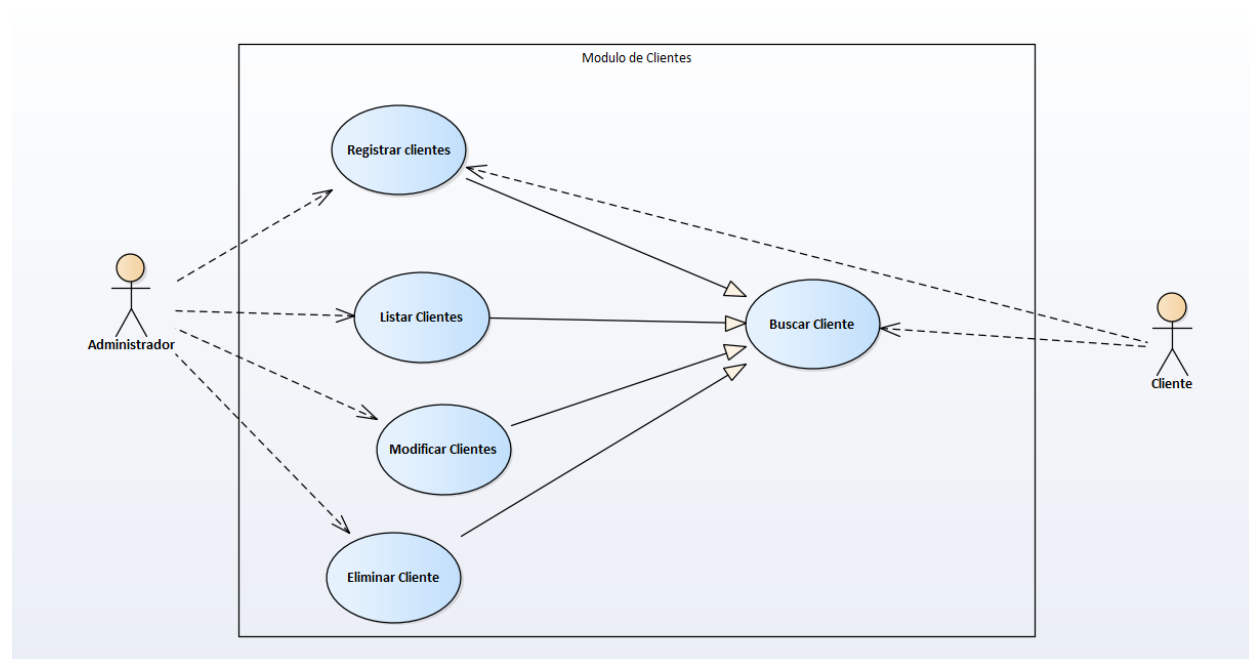 Modulo de Clientes
Registrar clientes
Listar Clientes
Buscar Cliente
Administrador
Cliente
Modificar Clientes
Eliminar Cliente